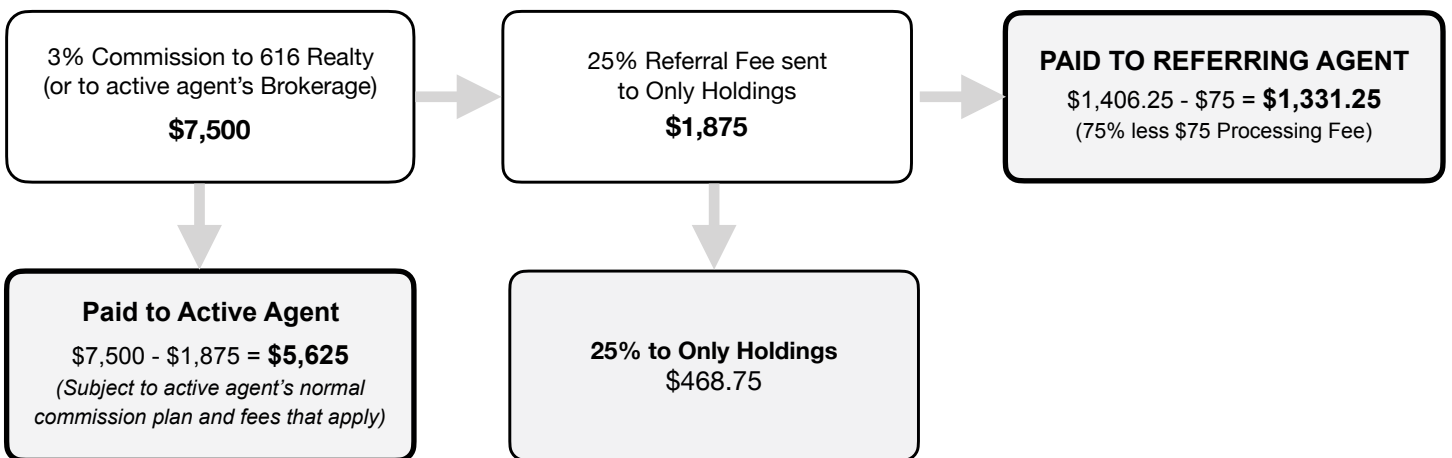 3% Commission to 616 Realty
(or to active agent’s Brokerage)
$7,500
25% Referral Fee sent
to Only Holdings
$1,875
PAID TO REFERRING AGENT
$1,406.25 - $75 = $1,331.25
(75% less $75 Processing Fee)
Paid to Active Agent
$7,500 - $1,875 = $5,625
(Subject to active agent’s normal
commission plan and fees that apply)
25% to Only Holdings
$468.75